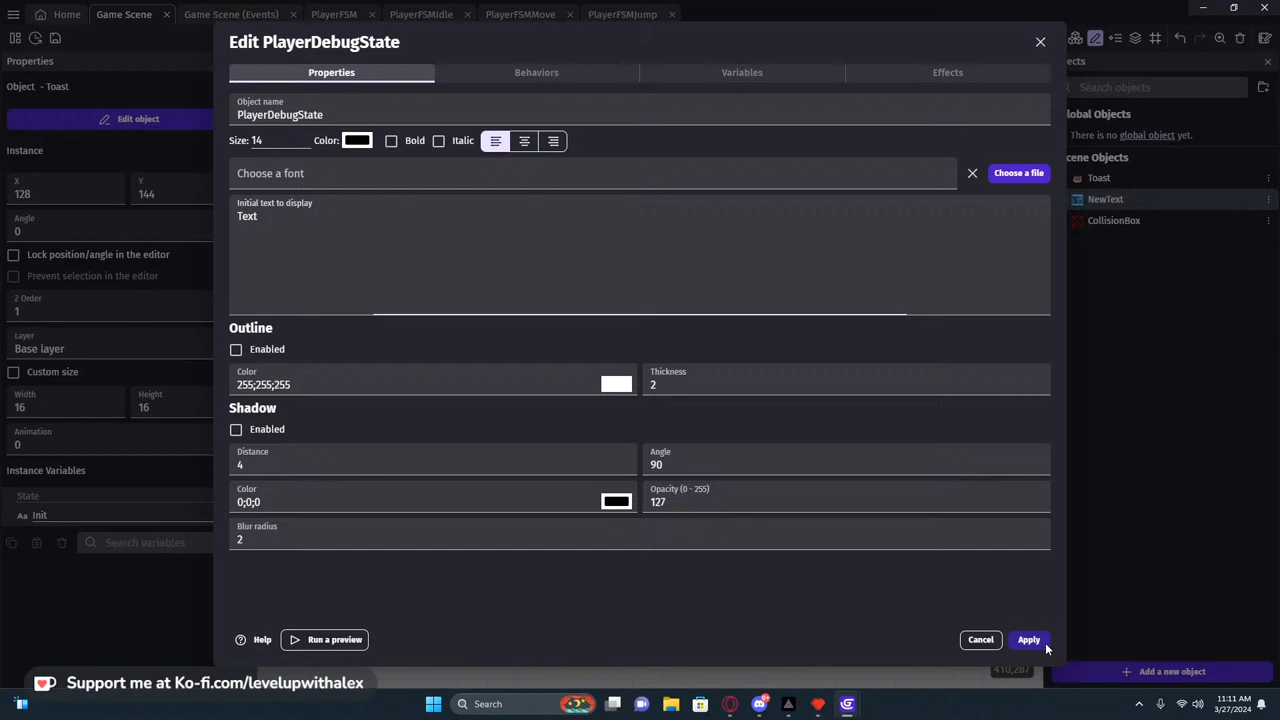 Home
Game Scene
Game Scene (Events)
PlayerFSM
PlayerFSMIdle
PlayerFSMMove
PlayerFSMJump
Properties
Object - Toast
Edit object
Instance
X
128
Y
144
Angle
0
Lock position/angle in the editor
Prevent selection in the editor
Z Order
1
Layer
Base layer
Custom size
Width
16
Height
16
Animation
0
Instance Variables
State
Aa Init
Search variables
Edit PlayerDebugState
Properties
Behaviors
Variables
Effects
Object name
PlayerDebugState
Size: 14
Color:
Bold
Italic
Choose a font
Choose a file
Initial text to display
Text
Outline
Enabled
Color
255;255;255
Thickness
2
Shadow
Enabled
Distance
4
Angle
90
Color
0;0;0
Opacity (0 - 255)
127
Blur radius
2
Help
Run a preview
Cancel
Apply
ects
Search objects
lobal Objects
There is no global object yet.
cene Objects
Toast
NewText
CollisionBox
410;287
Add a new object
Support me at Ko-fi.com/levelupwithalex
Search
11:11 AM
3/27/2024